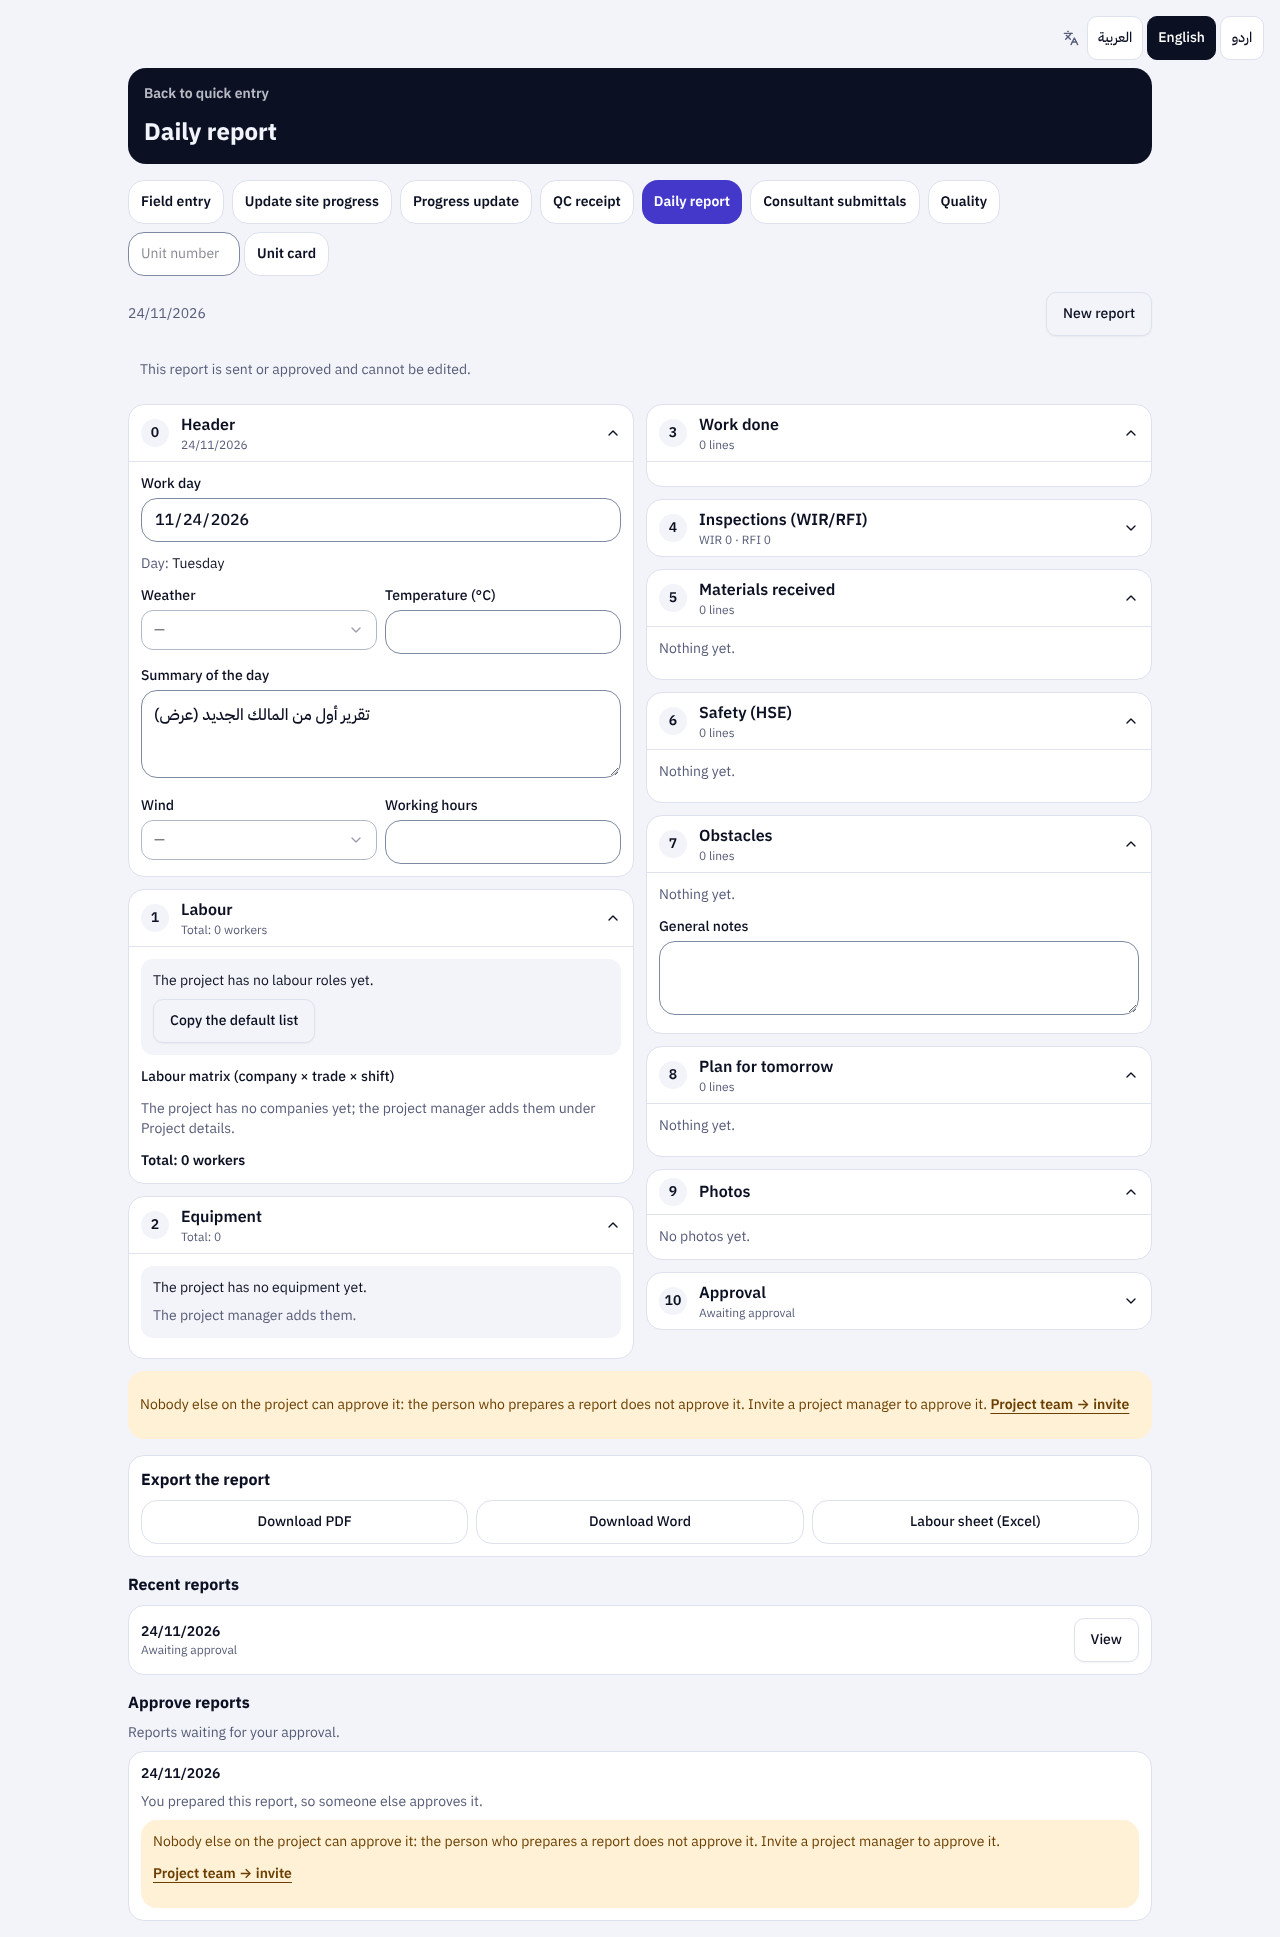 العربية
English
اردو
Back to quick entry
Daily report
Field entry
Update site progress
Progress update
QC receipt
Daily report
Consultant submittals
Quality
Unit number
Unit card
24/11/2026
New report
This report is sent or approved and cannot be edited.
0
Header
24/11/2026
Work day
11/24/2026
Day: Tuesday
Weather
Temperature (°C)
—
Summary of the day
تقرير أول من المالك الجديد (عرض)
Wind
Working hours
—
1
Labour
Total: 0 workers
The project has no labour roles yet.
Copy the default list
Labour matrix (company × trade × shift)
The project has no companies yet; the project manager adds them under
Project details.
Total: 0 workers
2
Equipment
Total: 0
The project has no equipment yet.
The project manager adds them.
3
Work done
0 lines
4
Inspections (WIR/RFI)
WIR 0 · RFI 0
5
Materials received
0 lines
Nothing yet.
6
Safety (HSE)
0 lines
Nothing yet.
7
Obstacles
0 lines
Nothing yet.
General notes
8
Plan for tomorrow
0 lines
Nothing yet.
9
Photos
No photos yet.
10
Approval
Awaiting approval
Nobody else on the project can approve it: the person who prepares a report does not approve it. Invite a project manager to approve it. Project team → invite
Export the report
Download PDF
Download Word
Labour sheet (Excel)
Recent reports
24/11/2026
Awaiting approval
View
Approve reports
Reports waiting for your approval.
24/11/2026
You prepared this report, so someone else approves it.
Nobody else on the project can approve it: the person who prepares a report does not approve it. Invite a project manager to approve it.
Project team → invite